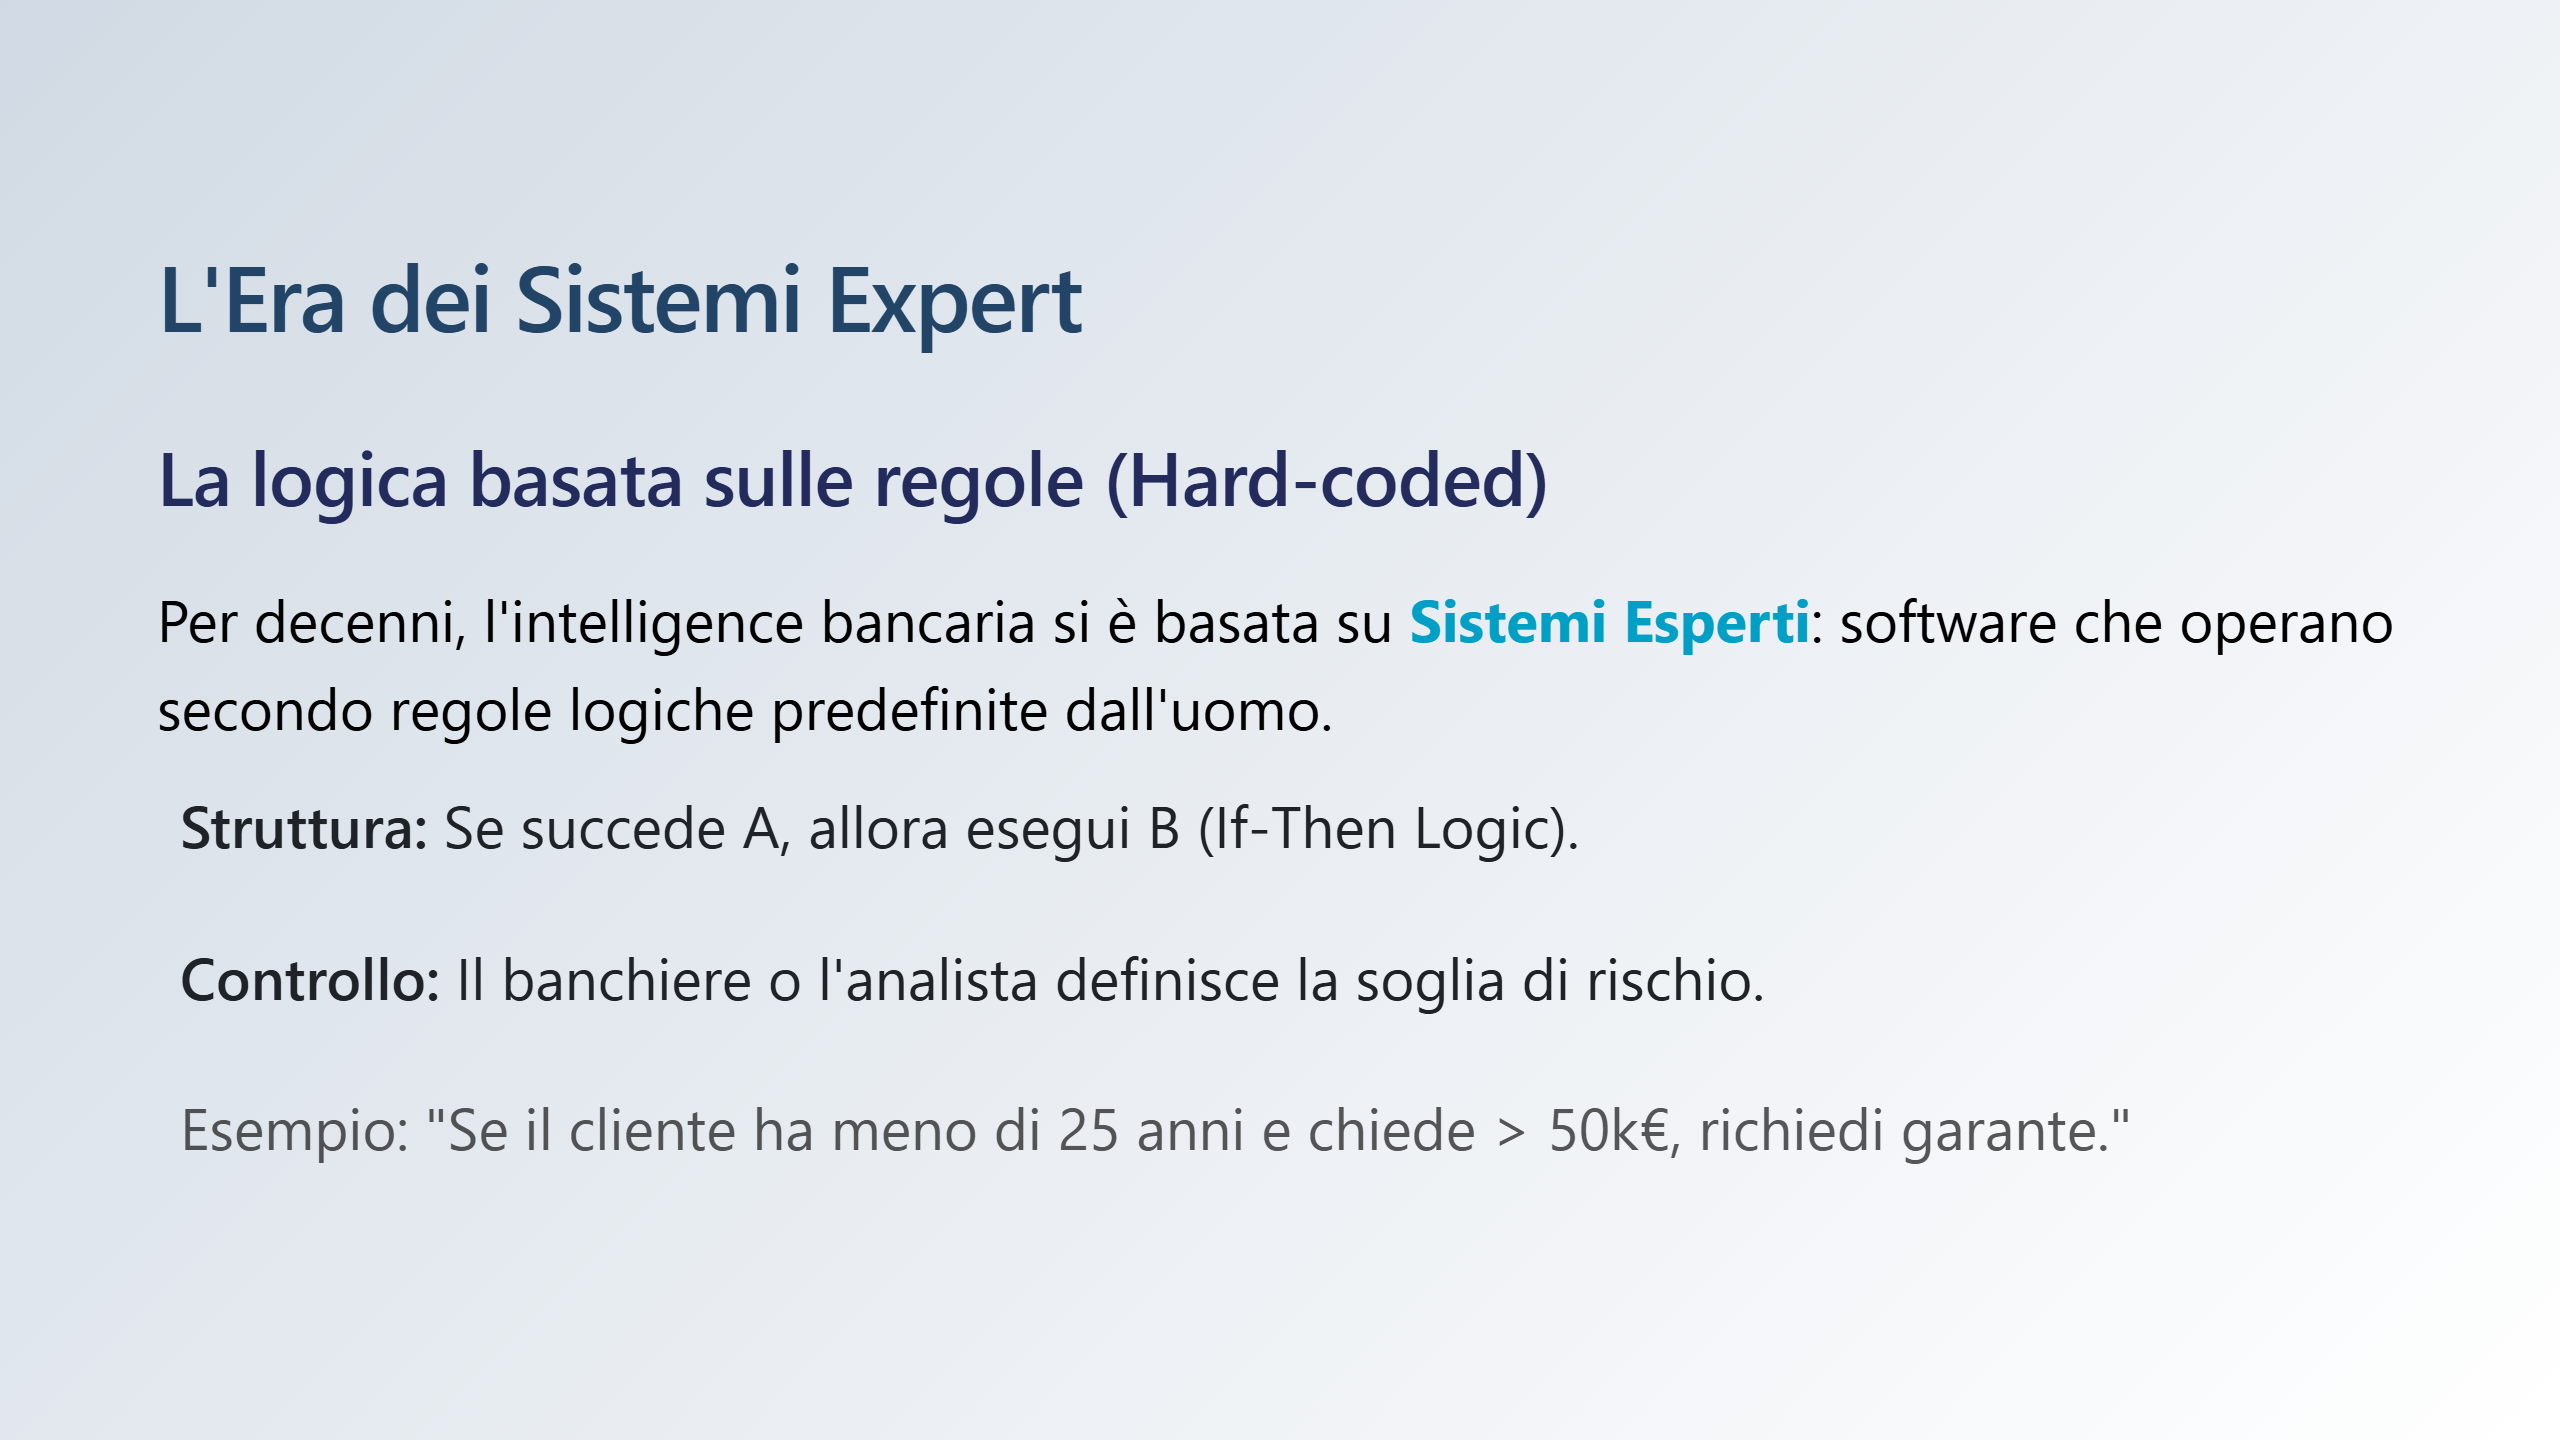 L'Era dei Sistemi Expert
La logica basata sulle regole (Hard-coded)
Per decenni, l'intelligence bancaria si è basata su Sistemi Esperti: software che operano
secondo regole logiche predefinite dall'uomo.
Struttura: Se succede A, allora esegui B (If-Then Logic).
Controllo: Il banchiere o l'analista definisce la soglia di rischio.
Esempio: "Se il cliente ha meno di 25 anni e chiede > 50k€, richiedi garante."